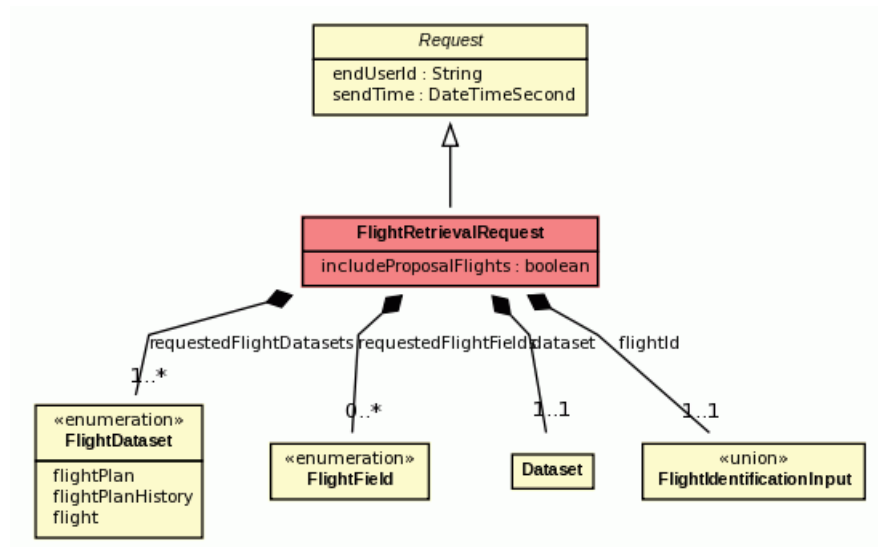 Request
endUserId : String
sendTime : DateTimeSecond
FlightRetrievalRequest
includeProposalFlights : boolean
requestedFlightDatasets
requestedFlightFields
dataset
flightId
1..*
0..*
1..1
1..1
«enumeration»
FlightDataset
flightPlan
flightPlanHistory
flight
«enumeration»
FlightField
Dataset
«union»
FlightIdentificationInput